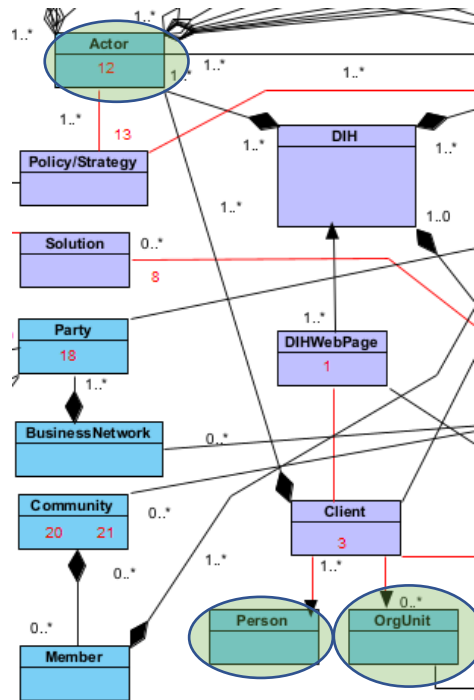 1..*
1..*
Actor
12
1..*
1..*
1..*
1..*
13
DIH
1..*
1..*
Policy/Strategy
1..*
1..0
Solution
0..*
8
Party
18
1..*
DIHWebPage
1
1..*
BusinessNetwork
0..*
Community
20 21
0..*
Client
3
1..*
0..*
1..*
0..*
0..*
Person
OrgUnit
Member